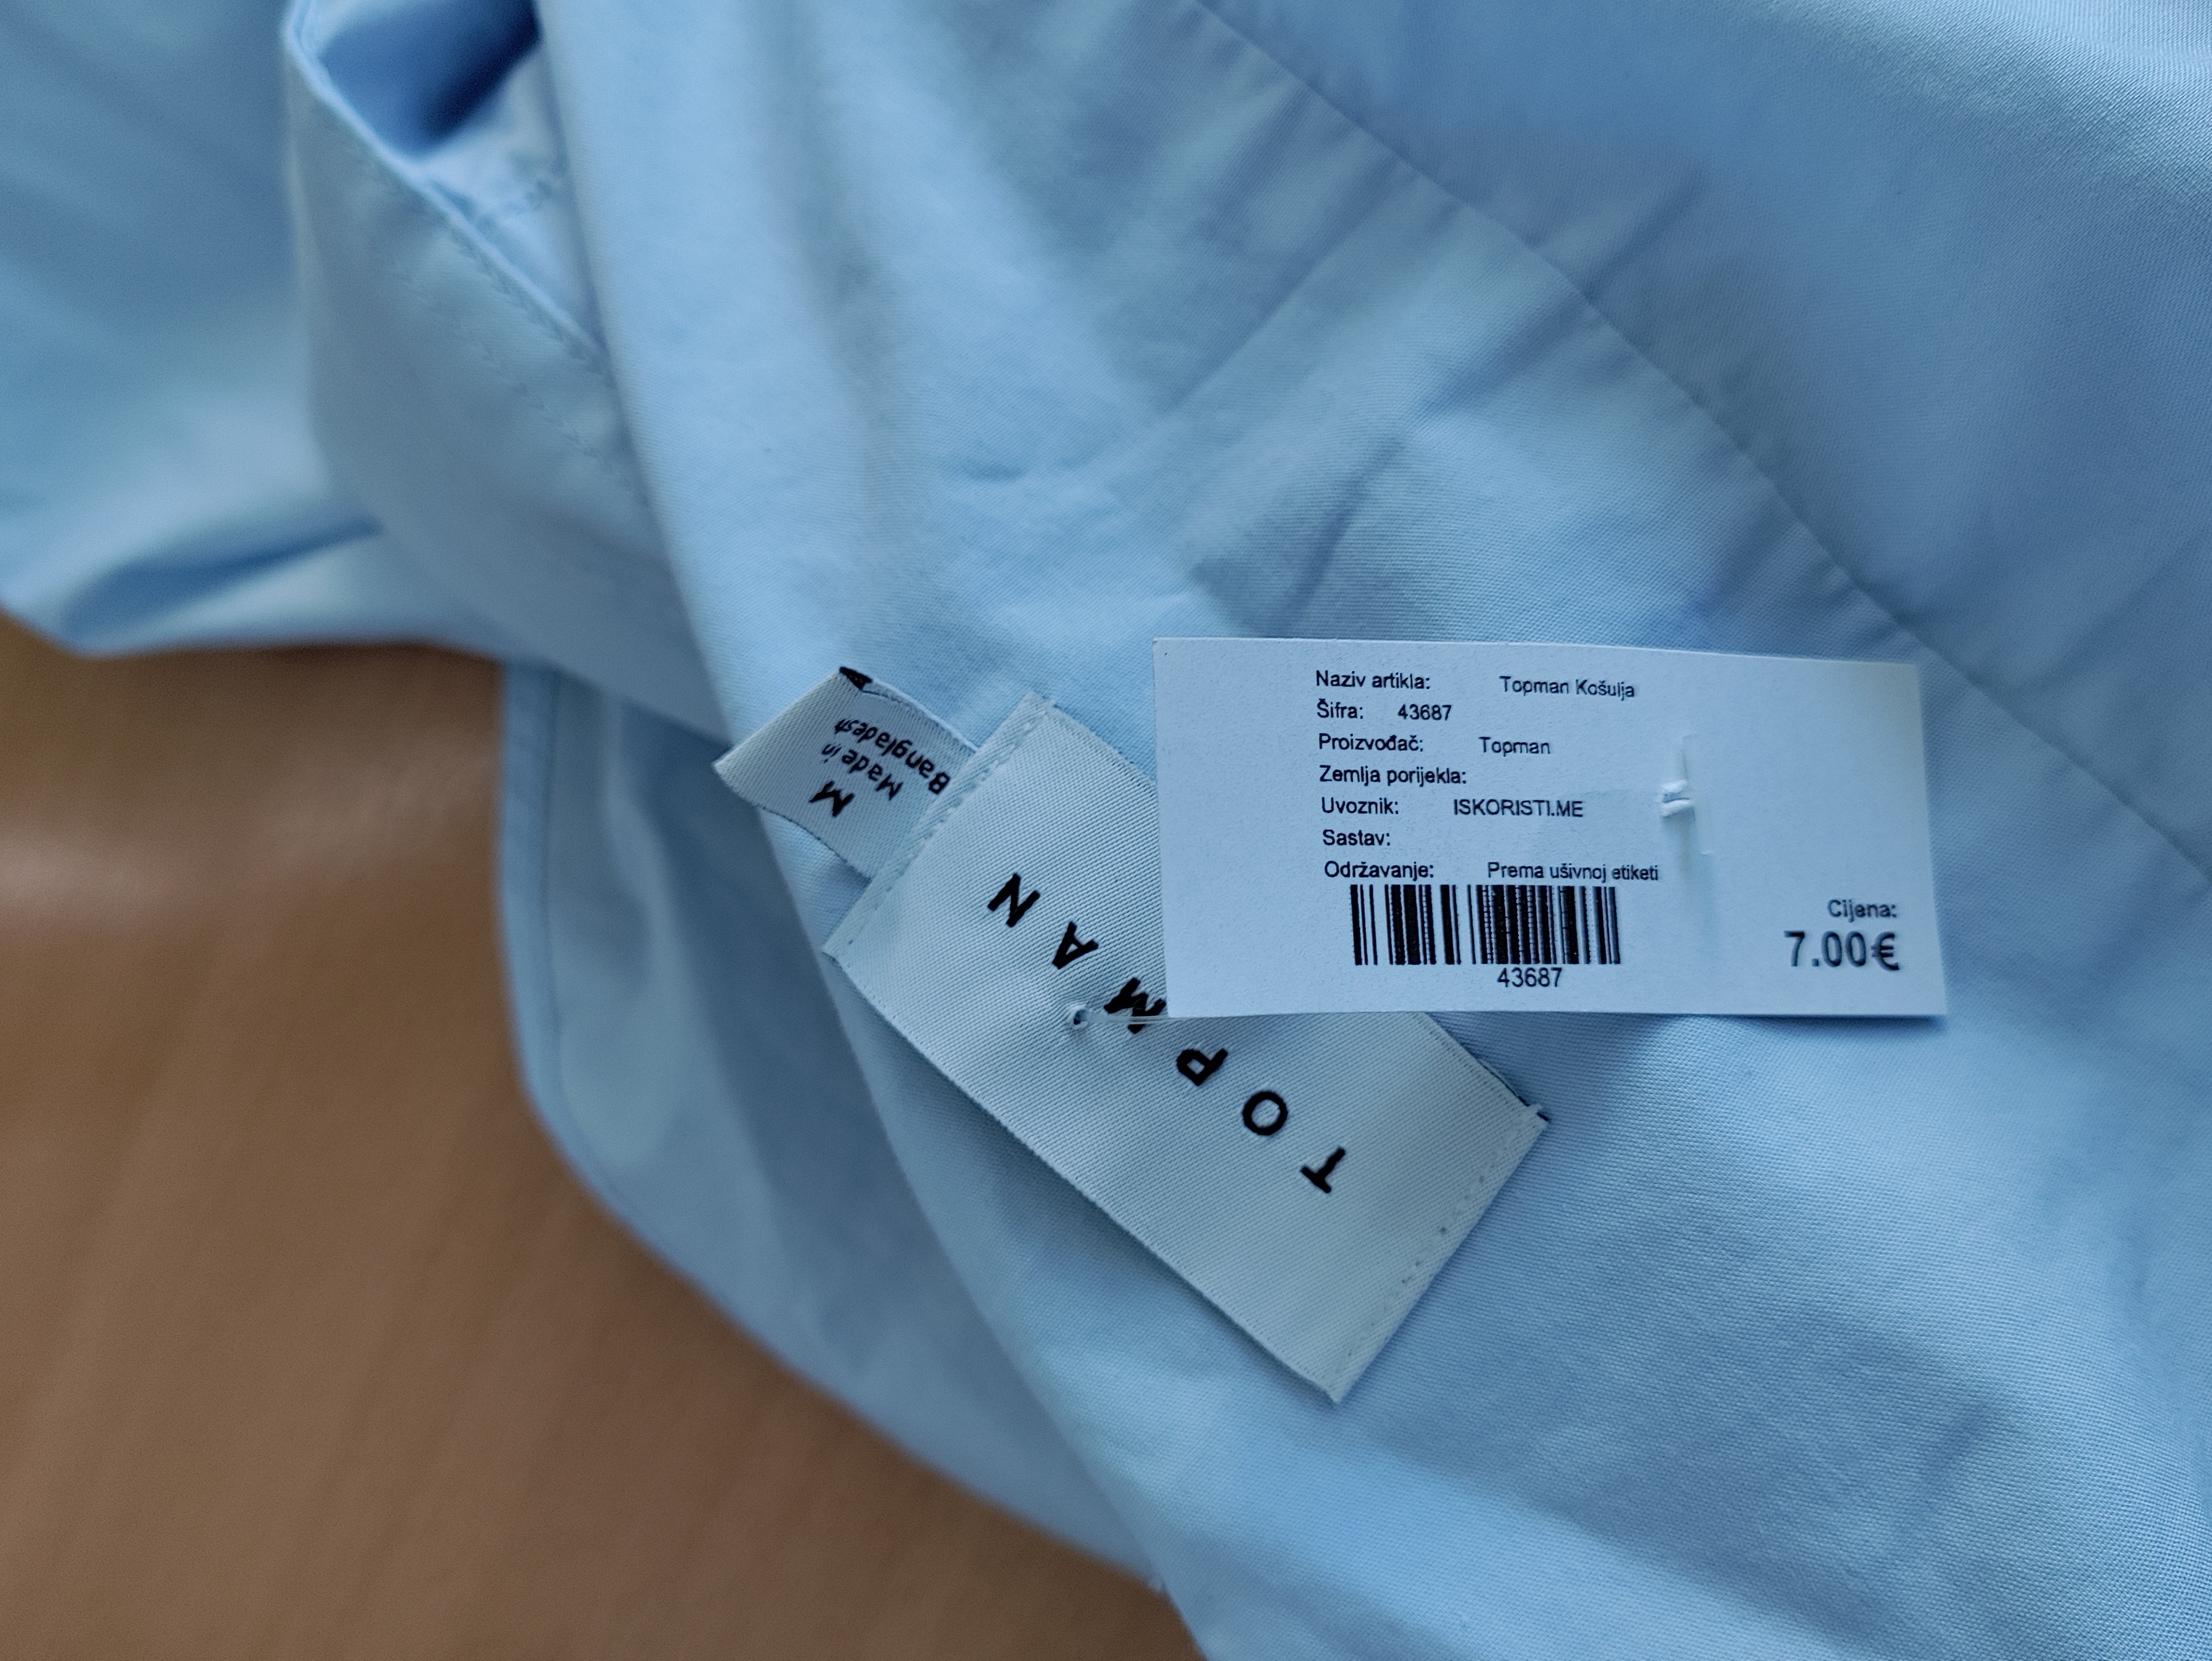 Naziv artikla: Topman Košulja
Šifra: 43687
Proizvođač: Topman
Zemlja porijekla:
Uvoznik: ISKORISTI.ME
Sastav:
Održavanje: Prema ušivnoj etiketi
43687
Cijena:
7.00€
TOPMAN
M
Made in
Bangladesh